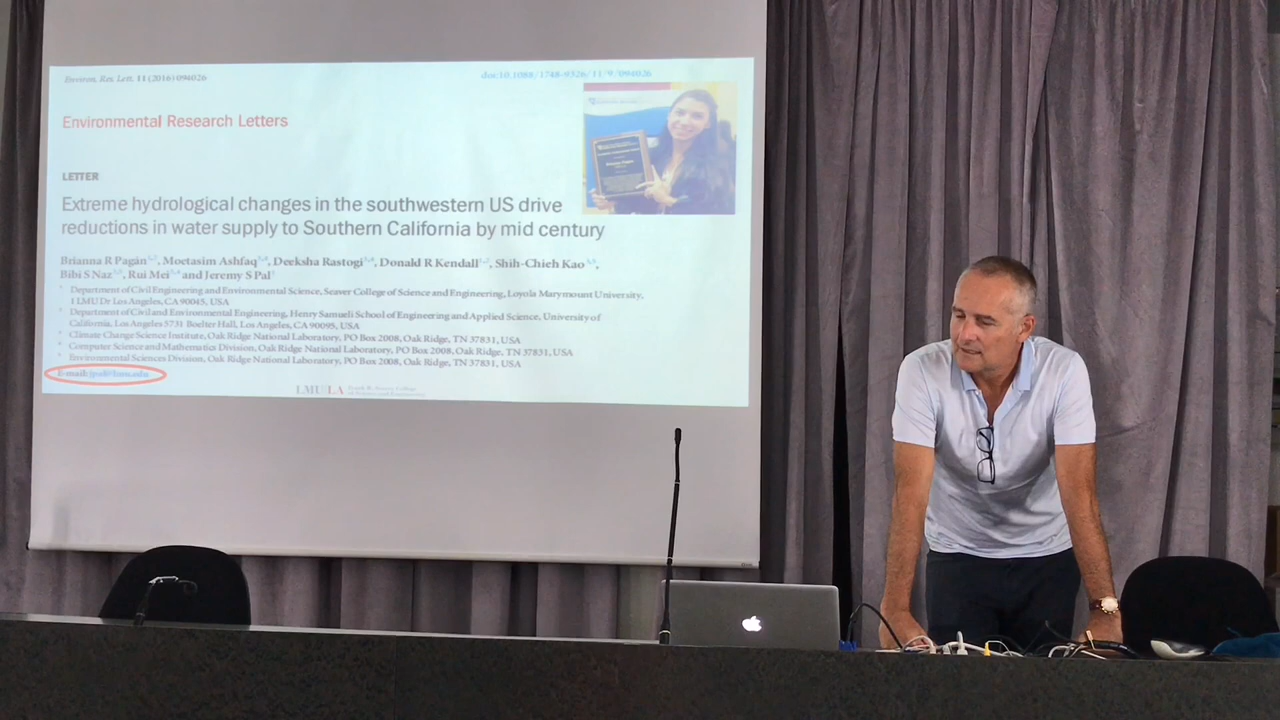 Environ. Res. Lett. 11 (2016) 094026
doi:10.1088/1748-9326/11/9/094026
Environmental Research Letters
LETTER
Extreme hydrological changes in the southwestern US drive
reductions in water supply to Southern California by mid century
Brianna R Pagán, Moetasim Ashfaq, Deeksha Rastogi, Donald R Kendall, Shih-Chieh Kao,
Bibi S Naz, Rui Mei and Jeremy S Pal
Department of Civil Engineering and Environmental Science, Seaver College of Science and Engineering, Loyola Marymount University,
1 LMU Dr Los Angeles, CA 90045, USA
Department of Civil and Environmental Engineering, Henry Samueli School of Engineering and Applied Science, University of
California, Los Angeles 5731 Boelter Hall, Los Angeles, CA 90095, USA
Climate Change Science Institute, Oak Ridge National Laboratory, PO Box 2008, Oak Ridge, TN 37831, USA
Computer Science and Mathematics Division, Oak Ridge National Laboratory, PO Box 2008, Oak Ridge, TN 37831, USA
Environmental Sciences Division, Oak Ridge National Laboratory, PO Box 2008, Oak Ridge, TN 37831, USA
E-mail: jpal@lmu.edu
LMU LA